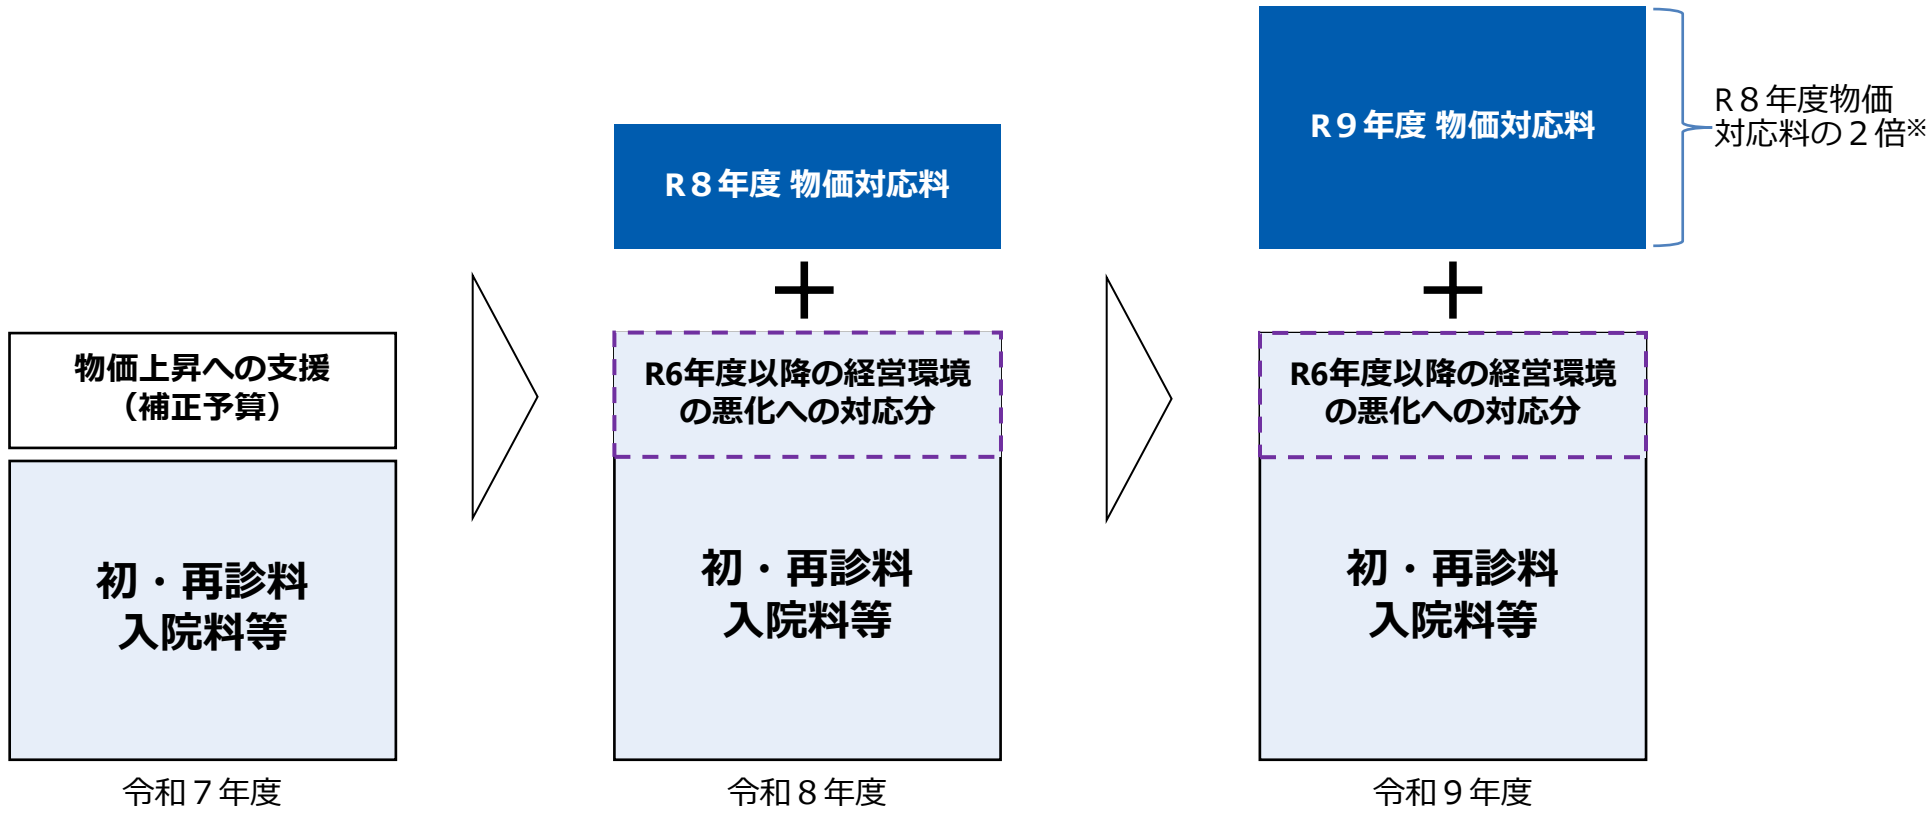 物価上昇への支援
（補正予算）
初・再診料
入院料等
令和７年度
R８年度 物価対応料
＋
R6年度以降の経営環境
の悪化への対応分
初・再診料
入院料等
令和８年度
R９年度 物価対応料
＋
R6年度以降の経営環境
の悪化への対応分
初・再診料
入院料等
令和９年度
R８年度物価
対応料の２倍※